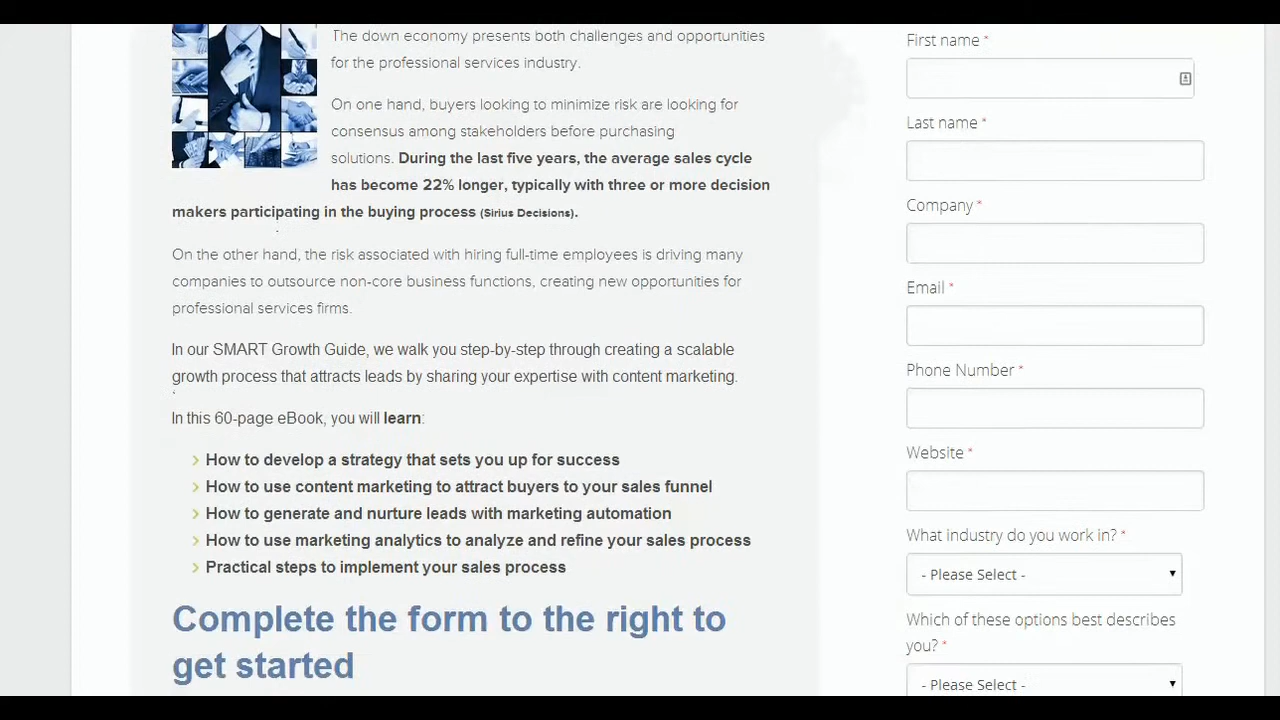 The down economy presents both challenges and opportunities
for the professional services industry.
On one hand, buyers looking to minimize risk are looking for
consensus among stakeholders before purchasing
solutions. During the last five years, the average sales cycle
has become 22% longer, typically with three or more decision
makers participating in the buying process (Sirius Decisions).
On the other hand, the risk associated with hiring full-time employees is driving many
companies to outsource non-core business functions, creating new opportunities for
professional services firms.
In our SMART Growth Guide, we walk you step-by-step through creating a scalable
growth process that attracts leads by sharing your expertise with content marketing.
In this 60-page eBook, you will learn:
How to develop a strategy that sets you up for success
How to use content marketing to attract buyers to your sales funnel
How to generate and nurture leads with marketing automation
How to use marketing analytics to analyze and refine your sales process
Practical steps to implement your sales process
Complete the form to the right to
get started
First name *
Last name *
Company *
Email *
Phone Number *
Website *
What industry do you work in? *
- Please Select -
Which of these options best describes
you? *
- Please Select -